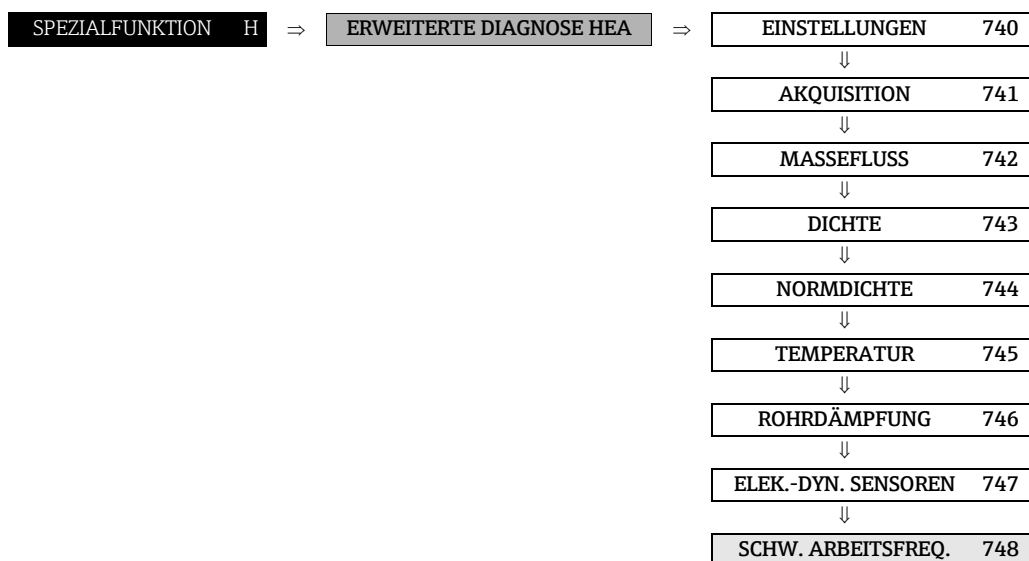 SPEZIALFUNKTION H ⇒ ERWEITERTE DIAGNOSE HEA ⇒ EINSTELLUNGEN 740
⇓
AKQUISITION 741
⇓
MASSEFLUSS 742
⇓
DICHTE 743
⇓
NORMDICHTE 744
⇓
TEMPERATUR 745
⇓
ROHRDÄMPFUNG 746
⇓
ELEK.-DYN. SENSOREN 747
⇓
SCHW. ARBEITSFREQ. 748